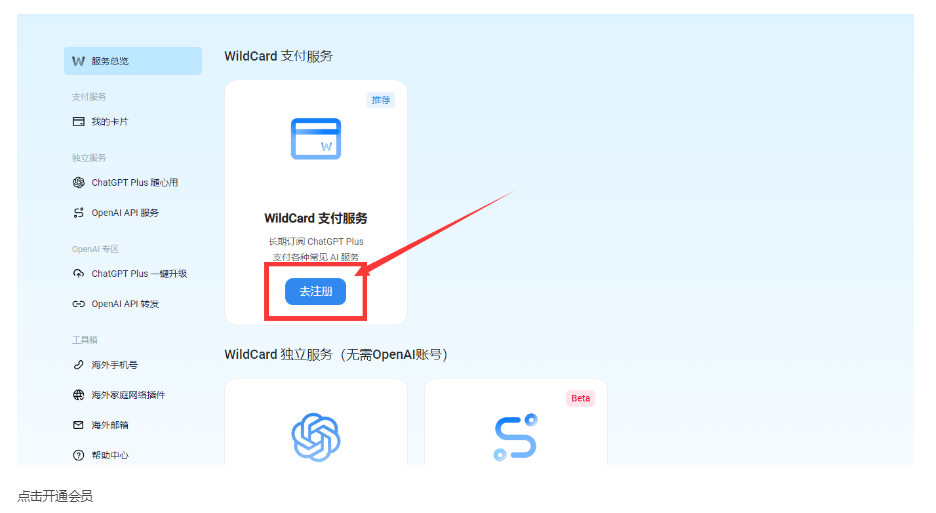 W 服务总览
支付服务
我的卡片
独立服务
ChatGPT Plus 随心用
OpenAI API 服务
OpenAI 专区
ChatGPT Plus 一键升级
OpenAI API 转发
工具箱
海外手机号
海外家庭网络插件
海外邮箱
帮助中心
WildCard 支付服务
推荐
W
WildCard 支付服务
长期订阅 ChatGPT Plus
支付各种常见 AI 服务
去注册
WildCard 独立服务（无需OpenAI账号）
Beta
点击开通会员